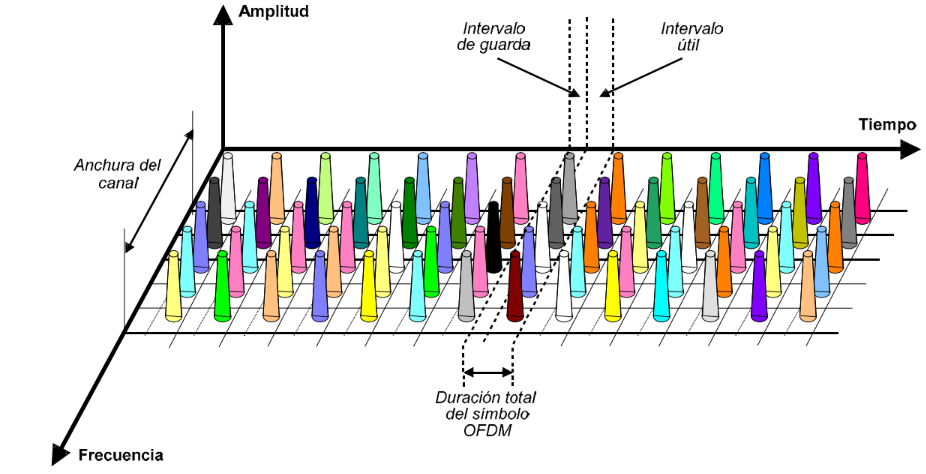 Amplitud
Intervalo
de guarda
Intervalo
útil
Tiempo
Anchura del
canal
Duración total
del símbolo
OFDM
Frecuencia